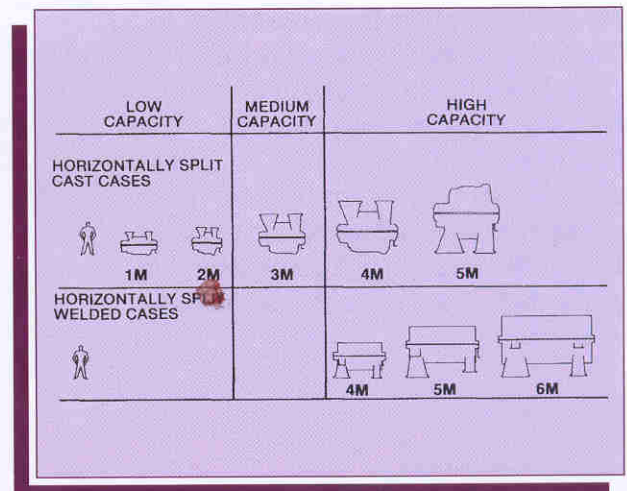 LOW
CAPACITY
MEDIUM
CAPACITY
HIGH
CAPACITY
HORIZONTALLY SPLIT
CAST CASES
1M 2M 3M 4M 5M
HORIZONTALLY SPLIT
WELDED CASES
4M 5M 6M